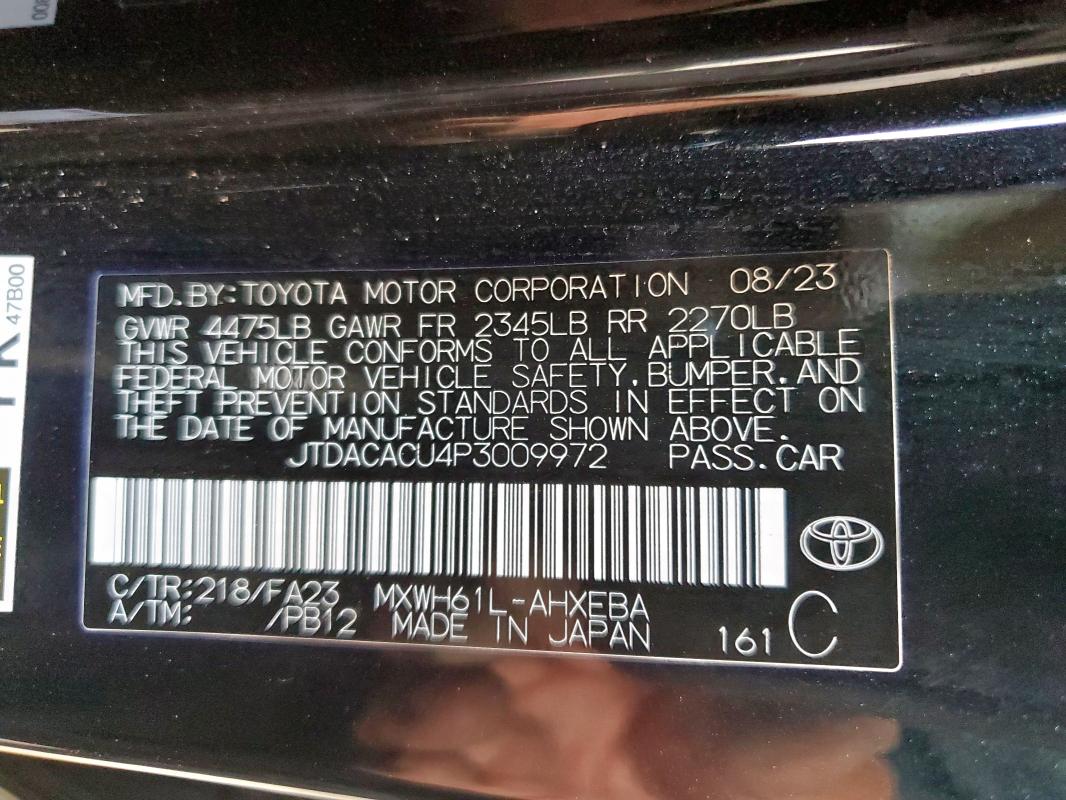 008
47B00
MFD.BY:TOYOTA MOTOR CORPORATION 08/23
GVWR 4475LB GAWR FR 2345LB RR 2270LB
THIS VEHICLE CONFORMS TO ALL APPLICABLE
FEDERAL MOTOR VEHICLE SAFETY,BUMPER,AND
THEFT PREVENTION STANDARDS IN EFFECT ON
THE DATE OF MANUFACTURE SHOWN ABOVE.
JTDACACU4P3009972 PASS.CAR
C/TR:218/FA23 MXWH61L-AHXEBA
A/TM: /PB12 MADE IN JAPAN 161 C